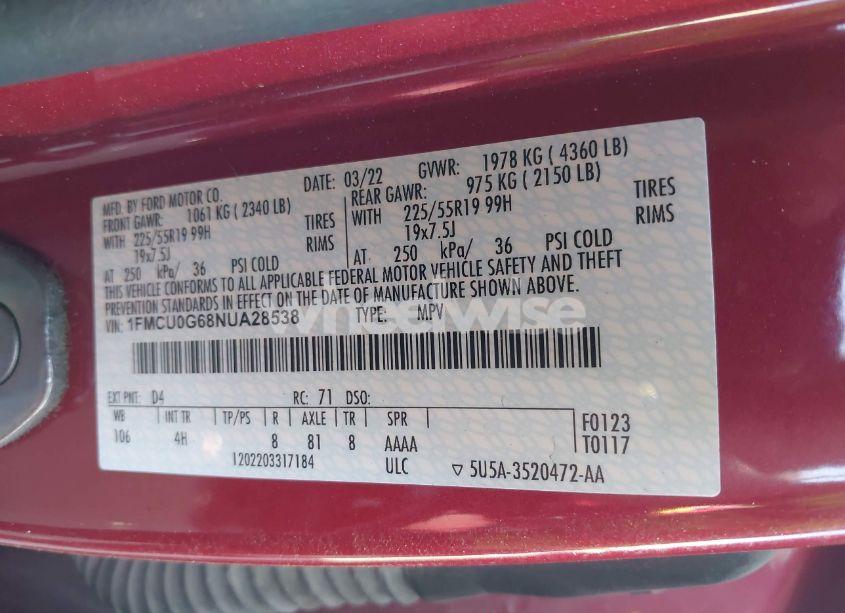 MFD. BY FORD MOTOR CO.
DATE: 03/22 GVWR: 1978 KG ( 4360 LB)
FRONT GAWR: 1061 KG ( 2340 LB)
REAR GAWR: 975 KG ( 2150 LB)
WITH 225/55R19 99H TIRES
WITH 225/55R19 99H TIRES
19x7.5J RIMS
19x7.5J RIMS
AT 250 kPa/ 36 PSI COLD
AT 250 kPa/ 36 PSI COLD
THIS VEHICLE CONFORMS TO ALL APPLICABLE FEDERAL MOTOR VEHICLE SAFETY AND THEFT
PREVENTION STANDARDS IN EFFECT ON THE DATE OF MANUFACTURE SHOWN ABOVE.
VIN: 1FMCU0G68NUA28538 TYPE: MPV
wheelwise
EXT PNT: D4 RC: 71 DSO:
WB INT TR TP/PS R AXLE TR SPR
106 4H 8 81 8 AAAA
F0123
T0117
1202203317184 ULC
5U5A-3520472-AA